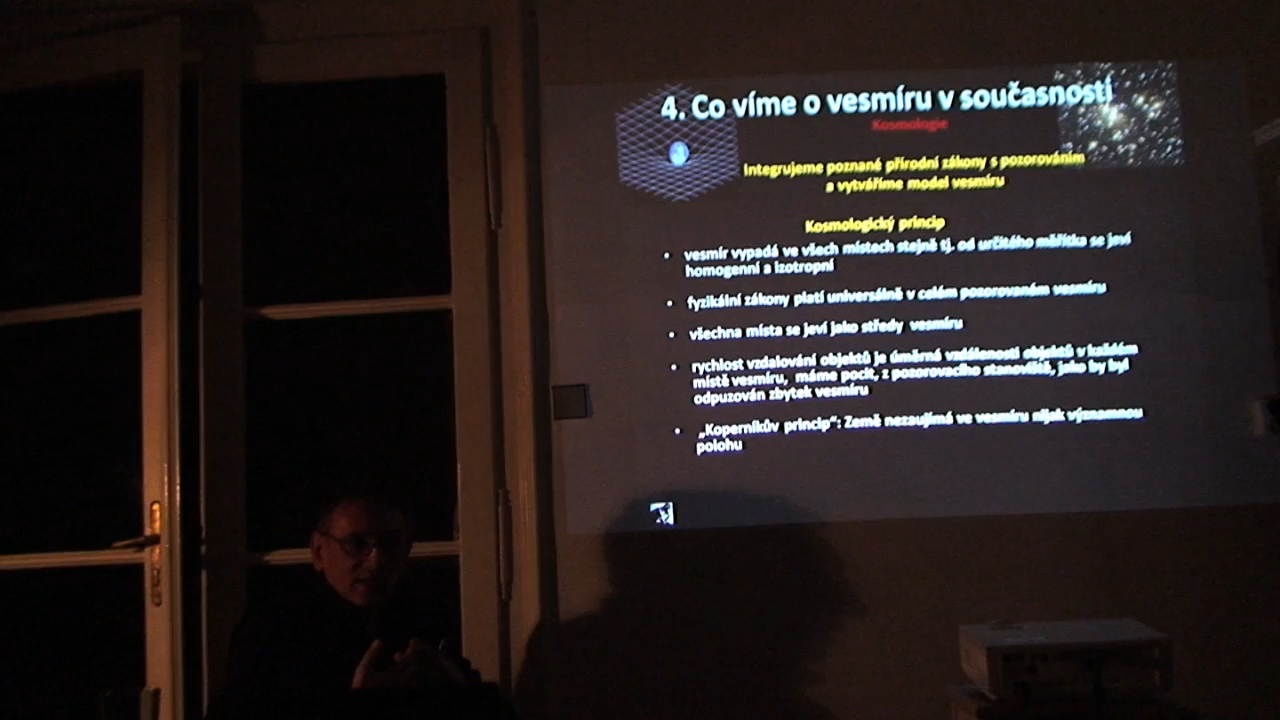 4. Co víme o vesmíru v současnosti
Kosmologie
Integrujeme poznané přírodní zákony s pozorováním
a vytváříme model vesmíru
Kosmologický princip
• vesmír vypadá ve všech místech stejně tj. od určitého měřítka se jeví
homogenní a izotropní
• fyzikální zákony platí universálně v celém pozorovaném vesmíru
• všechna místa se jeví jako středy vesmíru
• rychlost vzdalování objektů je úměrná vzdálenosti objektů v každém
místě vesmíru, máme pocit, z pozorovacího stanoviště, jako by byl
odpuzován zbytek vesmíru
• „Koperníkův princip“: Země nezaujímá ve vesmíru nijak významnou
polohu